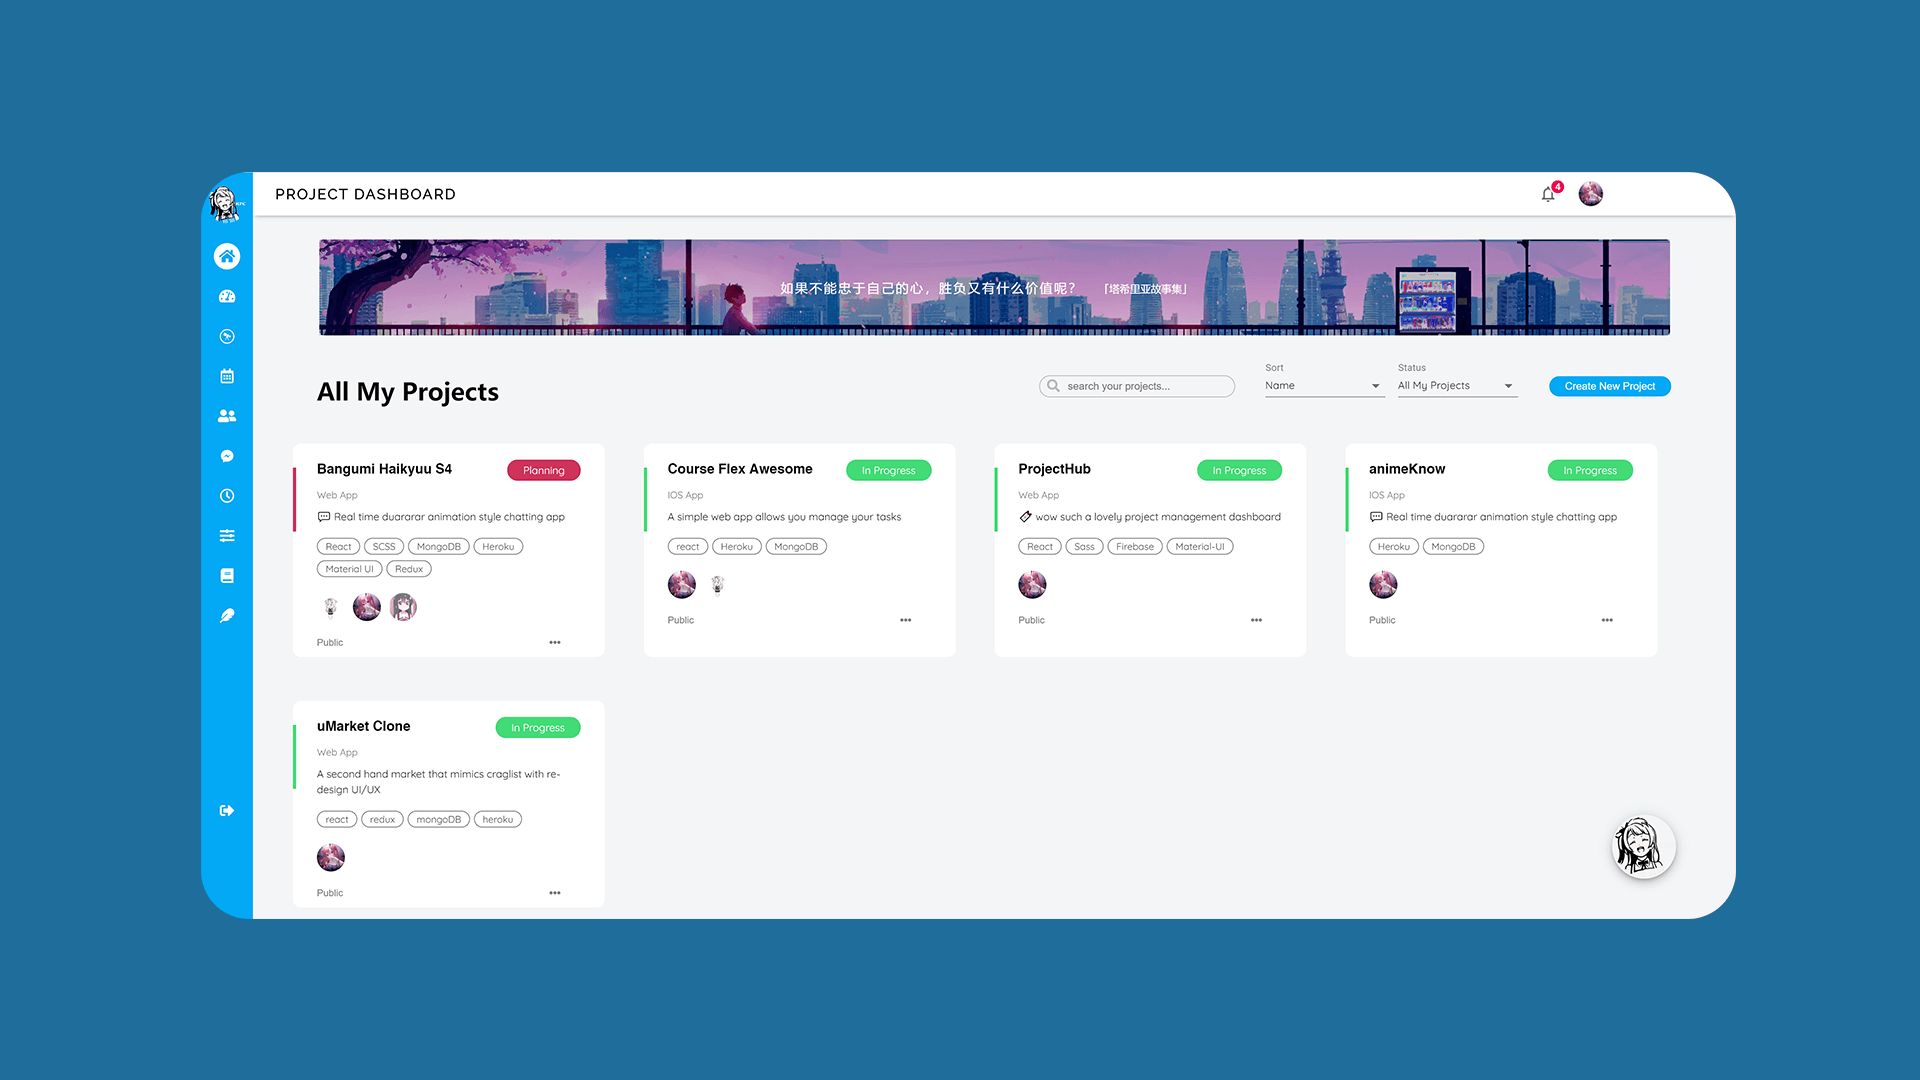 PROJECT DASHBOARD
4
如果不能忠于自己的心，胜负又有什么价值呢？ 「塔希里亚故事集」
All My Projects
search your projects...
Sort
Name
Status
All My Projects
Create New Project
Bangumi Haikyuu S4
Planning
Web App
Real time duararar animation style chatting app
React SCSS MongoDB Heroku
Material UI Redux
Public
Course Flex Awesome
In Progress
IOS App
A simple web app allows you manage your tasks
react Heroku MongoDB
Public
ProjectHub
In Progress
Web App
wow such a lovely project management dashboard
React Sass Firebase Material-UI
Public
animeKnow
In Progress
IOS App
Real time duararar animation style chatting app
Heroku MongoDB
Public
uMarket Clone
In Progress
Web App
A second hand market that mimics craglist with re-
design UI/UX
react redux mongoDB heroku
Public